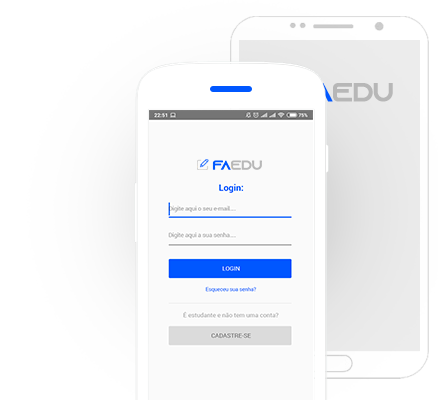 22:51
75%
FAEDU
Login:
Digite aqui o seu e-mail....
Digite aqui a sua senha....
LOGIN
Esqueceu sua senha?
É estudante e não tem uma conta?
CADASTRE-SE
AEDU